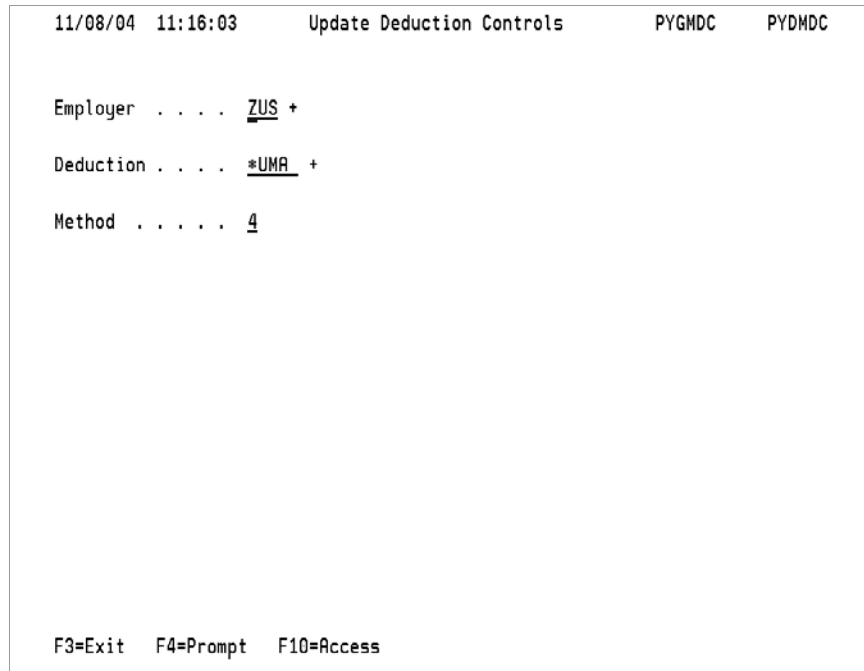 11/08/04 11:16:03 Update Deduction Controls PYGMDC PYDMDC
Employer . . . . ZUS +
Deduction . . . . *UMA +
Method . . . . . 4
F3=Exit F4=Prompt F10=Access